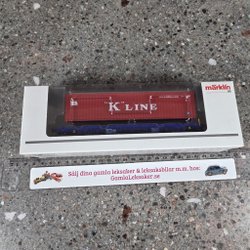 märklin
"K" LINE
Sälj dina gamla leksaker & leksaksbilar m.m. hos:
GamlaLeksaker.se